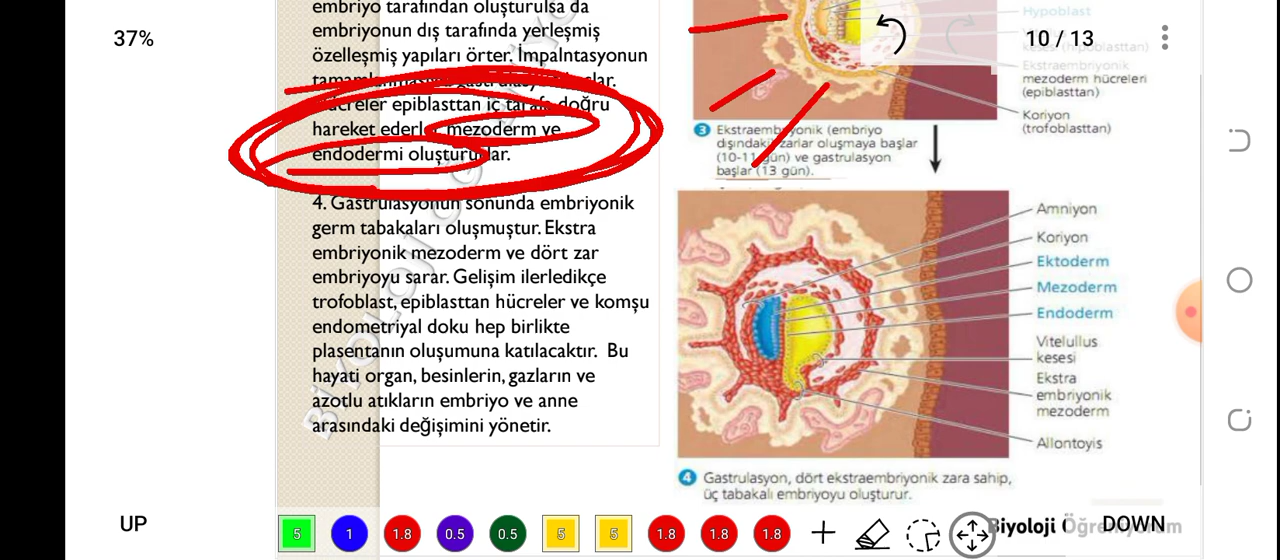 37%
10 / 13
embriyo tarafından oluşturulsa da
embriyonun dış tarafında yerleşmiş
özelleşmiş yapıları örter. İmpalntasyonun
hücreler epiblasttan iç tarafa doğru
hareket ederler mezoderm ve
endodermi oluştururlar.
4. Gastrulasyonun sonunda embriyonik
germ tabakaları oluşmuştur. Ekstra
embriyonik mezoderm ve dört zar
embriyoyu sarar. Gelişim ilerledikçe
trofoblast, epiblasttan hücreler ve komşu
endometriyal doku hep birlikte
plasentanın oluşumuna katılacaktır. Bu
hayati organ, besinlerin, gazların ve
azotlu atıkların embriyo ve anne
arasındaki değişimini yönetir.
Hypoblast
kesesi (hipoblasttan)
Ekstraembriyonik
mezoderm hücreleri
(epiblasttan)
Koriyon
(trofoblasttan)
3 Ekstraembriyonik (embriyo
dışındaki) zarlar oluşmaya başlar
(10-11 gün) ve gastrulasyon
başlar (13 gün).
Amniyon
Koriyon
Ektoderm
Mezoderm
Endoderm
Vitelullus
kesesi
Ekstra
embriyonik
mezoderm
Allontoyis
4 Gastrulasyon, dört ekstraembriyonik zara sahip,
üç tabakalı embriyoyu oluşturur.
UP
5 1 1.8 0.5 0.5 5 5 1.8 1.8 1.8
Biyoloji Öğreniyorum
DOWN